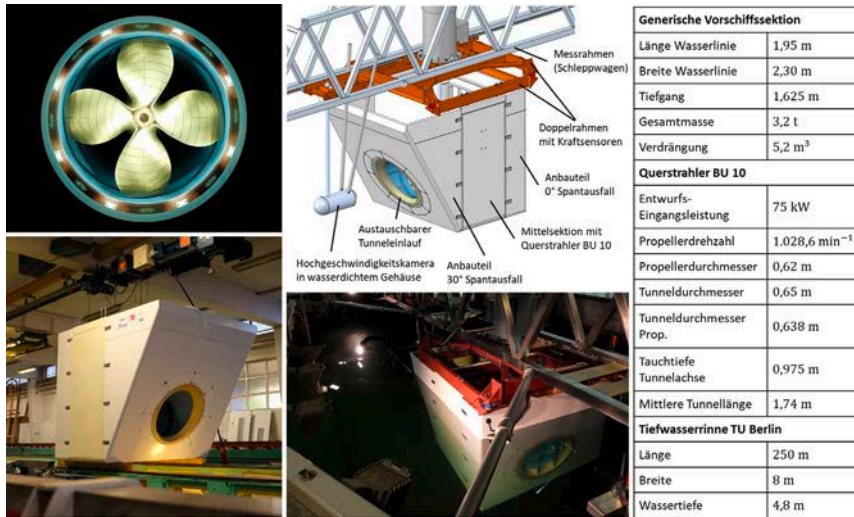 Messrahmen
(Schleppwagen)
Doppelrahmen
mit Kraftsensoren
Anbauteil
0° Spantausfall
Austauschbarer
Tunneleinlauf
Mittelsektion mit
Querstrahler BU 10
Hochgeschwindigkeitskamera
in wasserdichtem Gehäuse
Anbauteil
30° Spantausfall
Generische Vorschiffssektion
Länge Wasserlinie 1,95 m
Breite Wasserlinie 2,30 m
Tiefgang 1,625 m
Gesamtmasse 3,2 t
Verdrängung 5,2 m³
Querstrahler BU 10
Entwurfs-
Eingangsleistung 75 kW
Propellerdrehzahl 1.028,6 min⁻¹
Propellerdurchmesser 0,62 m
Tunneldurchmesser 0,65 m
Tunneldurchmesser
Prop. 0,638 m
Tauchtiefe
Tunnelachse 0,975 m
Mittlere Tunnellänge 1,74 m
Tiefwasserrinne TU Berlin
Länge 250 m
Breite 8 m
Wassertiefe 4,8 m